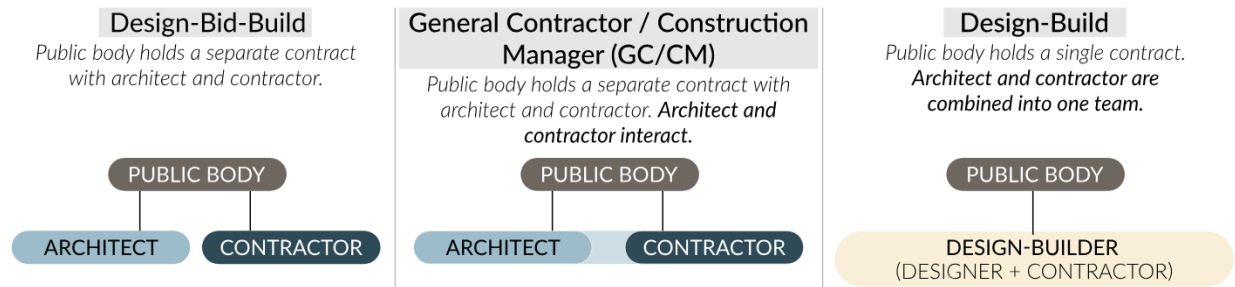 Design-Bid-Build
Public body holds a separate contract
with architect and contractor.
PUBLIC BODY
ARCHITECT
CONTRACTOR
General Contractor / Construction
Manager (GC/CM)
Public body holds a separate contract with
architect and contractor. Architect and
contractor interact.
PUBLIC BODY
ARCHITECT
CONTRACTOR
Design-Build
Public body holds a single contract.
Architect and contractor are
combined into one team.
PUBLIC BODY
DESIGN-BUILDER
(DESIGNER + CONTRACTOR)